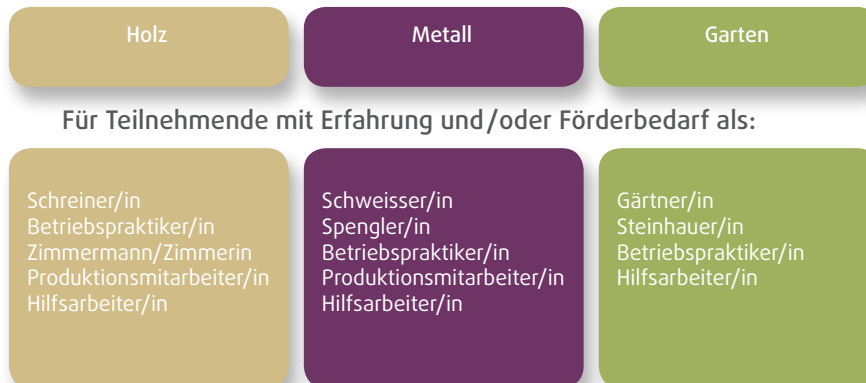 Holz
Metall
Garten
Für Teilnehmende mit Erfahrung und/oder Förderbedarf als:
Schreiner/in
Betriebspraktiker/in
Zimmermann/Zimmerin
Produktionsmitarbeiter/in
Hilfsarbeiter/in
Schweisser/in
Spengler/in
Betriebspraktiker/in
Produktionsmitarbeiter/in
Hilfsarbeiter/in
Gärtner/in
Steinhauer/in
Betriebspraktiker/in
Hilfsarbeiter/in